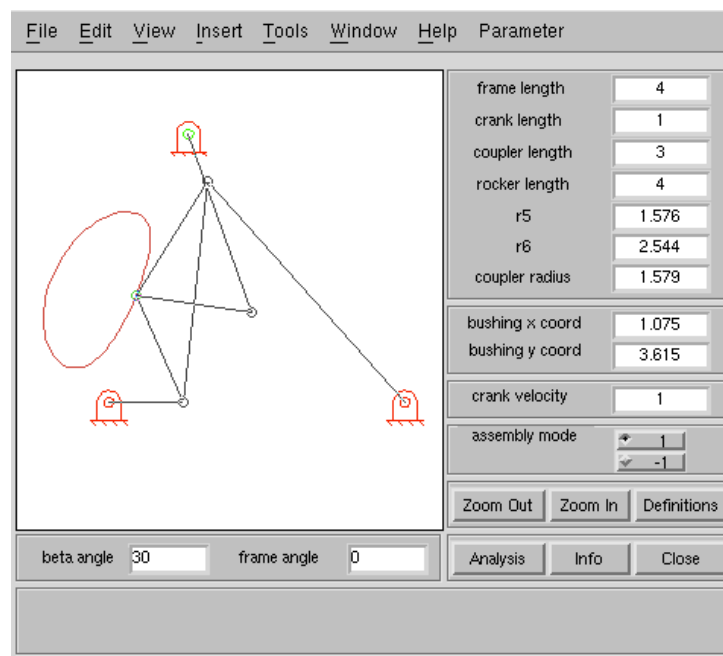 File Edit View Insert Tools Window Help Parameter
frame length 4
crank length 1
coupler length 3
rocker length 4
r5 1.576
r6 2.544
coupler radius 1.579
bushing x coord 1.075
bushing y coord 3.615
crank velocity 1
assembly mode 1
-1
Zoom Out Zoom In Definitions
beta angle 30 frame angle 0 Analysis Info Close